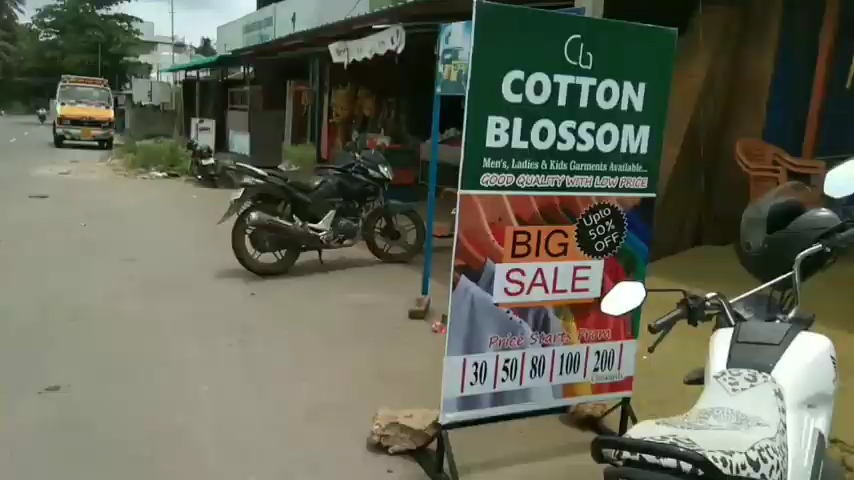 COTTON
BLOSSOM
Men's, Ladies & Kids Garments Available...
GOOD QUALITY WITH LOW PRICE
Upto
50%
OFF
BIG
SALE
Price Starts From
30 | 50 | 80 | 100 | 200
Onwards